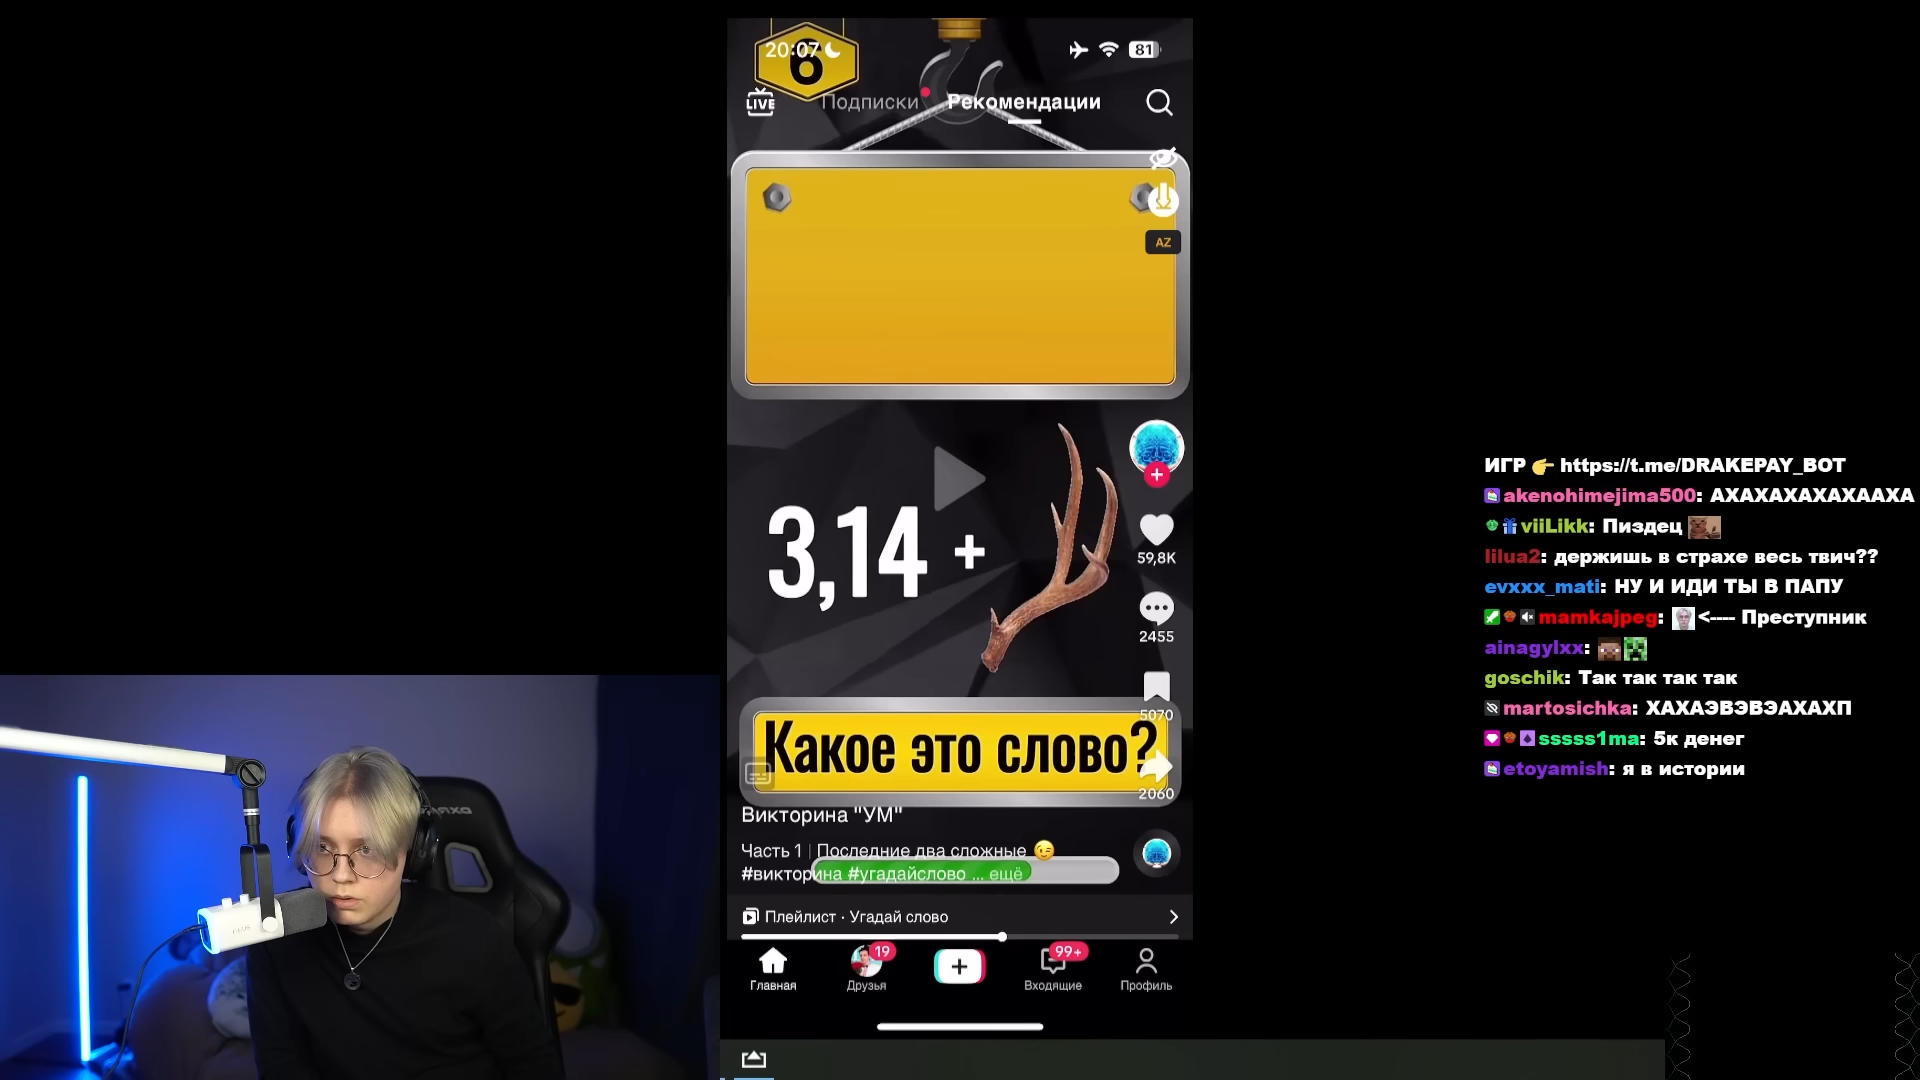 6
20:07
81
LIVE
Подписки
Рекомендации
AZ
3,14 +
59,8K
2455
5070
Какое это слово?
2060
Викторина "УМ"
Часть 1 | Последние два сложные 😉
#викторина #угадайслово ... ещё
Плейлист · Угадай слово
19
99+
Главная
Друзья
Входящие
Профиль
ИГР 👉 https://t.me/DRAKEPAY_BOT
akenohimejima500: АХАХАХАХАХААХА
viiLikk: Пиздец
lilua2: держишь в страхе весь твич??
evxxx_mati: НУ И ИДИ ТЫ В ПАПУ
mamkajpeg: <---- Преступник
ainagylxx:
goschik: Так так так так
martosichka: ХАХАЭВЭВЭАХАХП
sssss1ma: 5к денег
etoyamish: я в истории